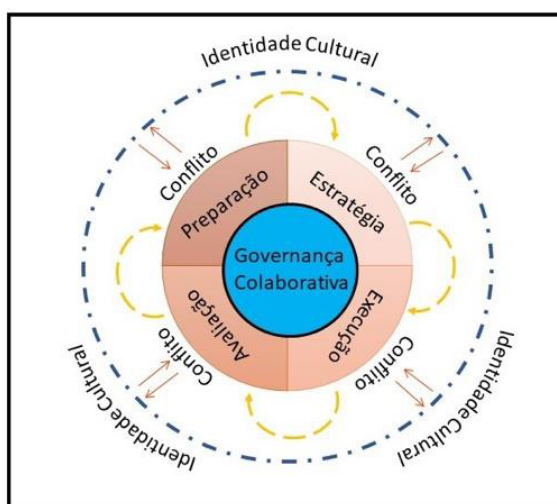 Identidade Cultural
Conflito
Conflito
Preparação
Estratégia
Governança
Colaborativa
Avaliação
Execução
Conflito
Conflito
Identidade Cultural
Identidade Cultural